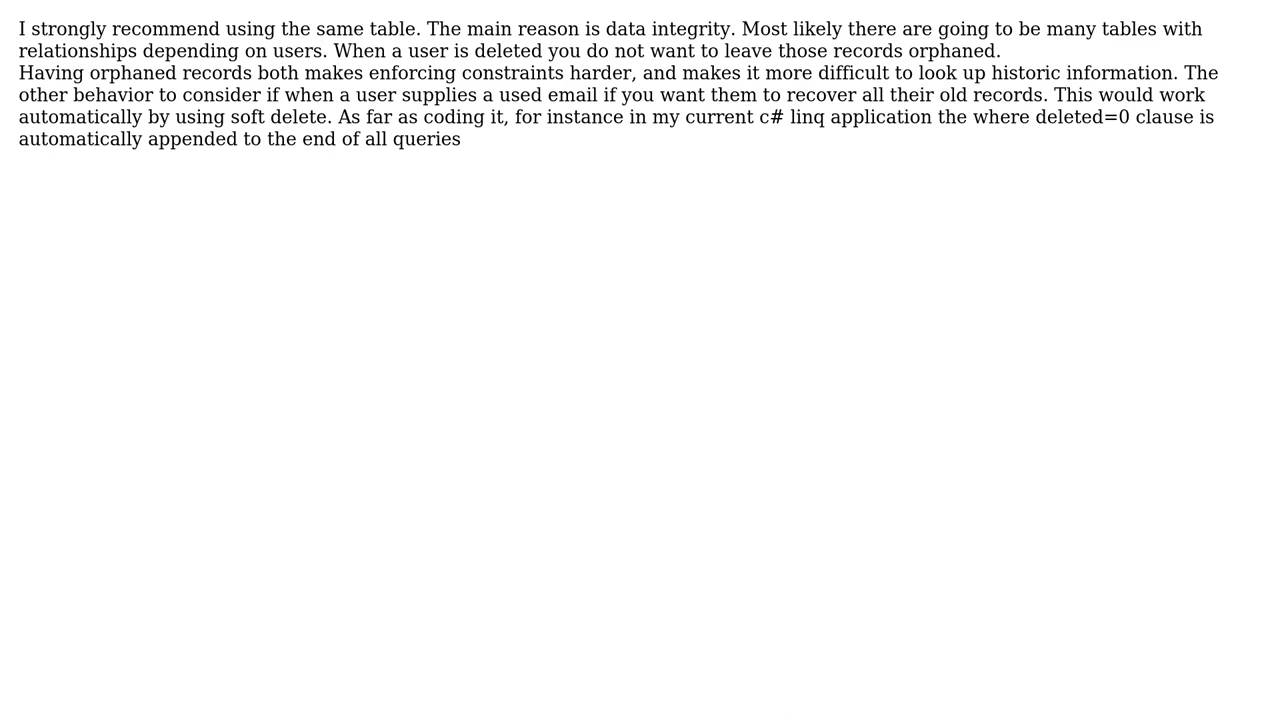 I strongly recommend using the same table. The main reason is data integrity. Most likely there are going to be many tables with
relationships depending on users. When a user is deleted you do not want to leave those records orphaned.
Having orphaned records both makes enforcing constraints harder, and makes it more difficult to look up historic information. The
other behavior to consider if when a user supplies a used email if you want them to recover all their old records. This would work
automatically by using soft delete. As far as coding it, for instance in my current c# linq application the where deleted=0 clause is
automatically appended to the end of all queries